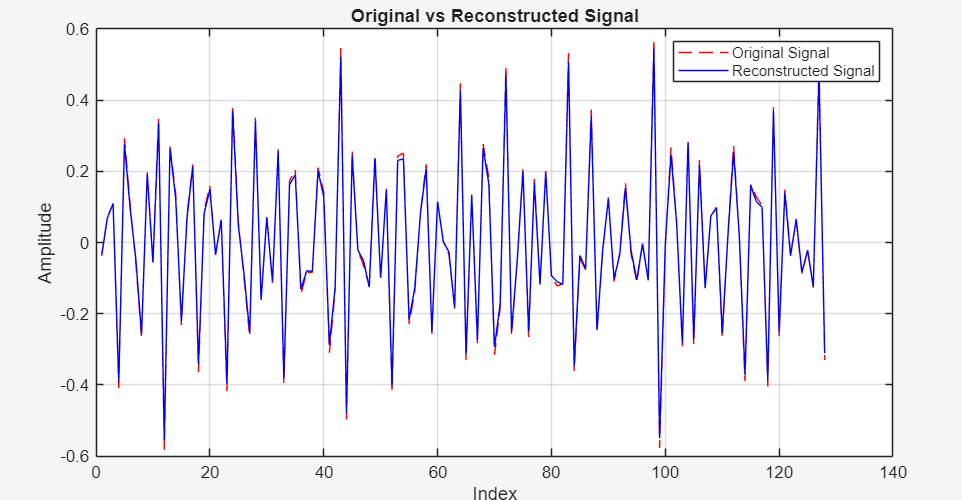 Original vs Reconstructed Signal
Original Signal
Reconstructed Signal
0.6
0.4
0.2
0
-0.2
-0.4
-0.6
Amplitude
0 20 40 60 80 100 120 140
Index